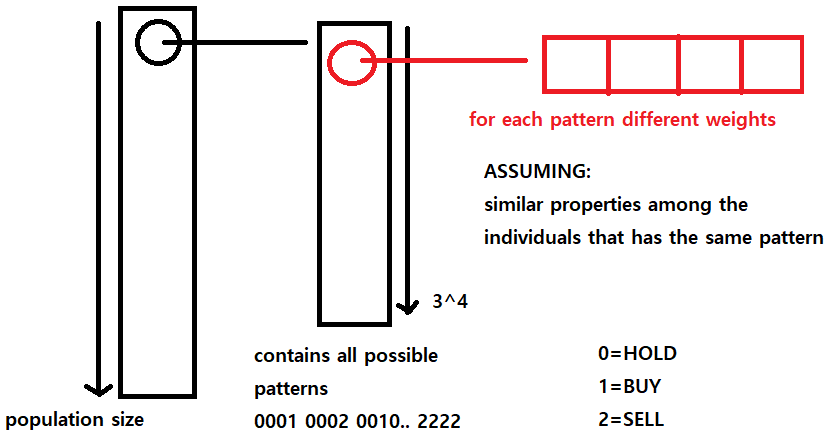 for each pattern different weights
ASSUMING:
similar properties among the
individuals that has the same pattern
3^4
contains all possible
patterns
0001 0002 0010.. 2222
0=HOLD
1=BUY
2=SELL
population size